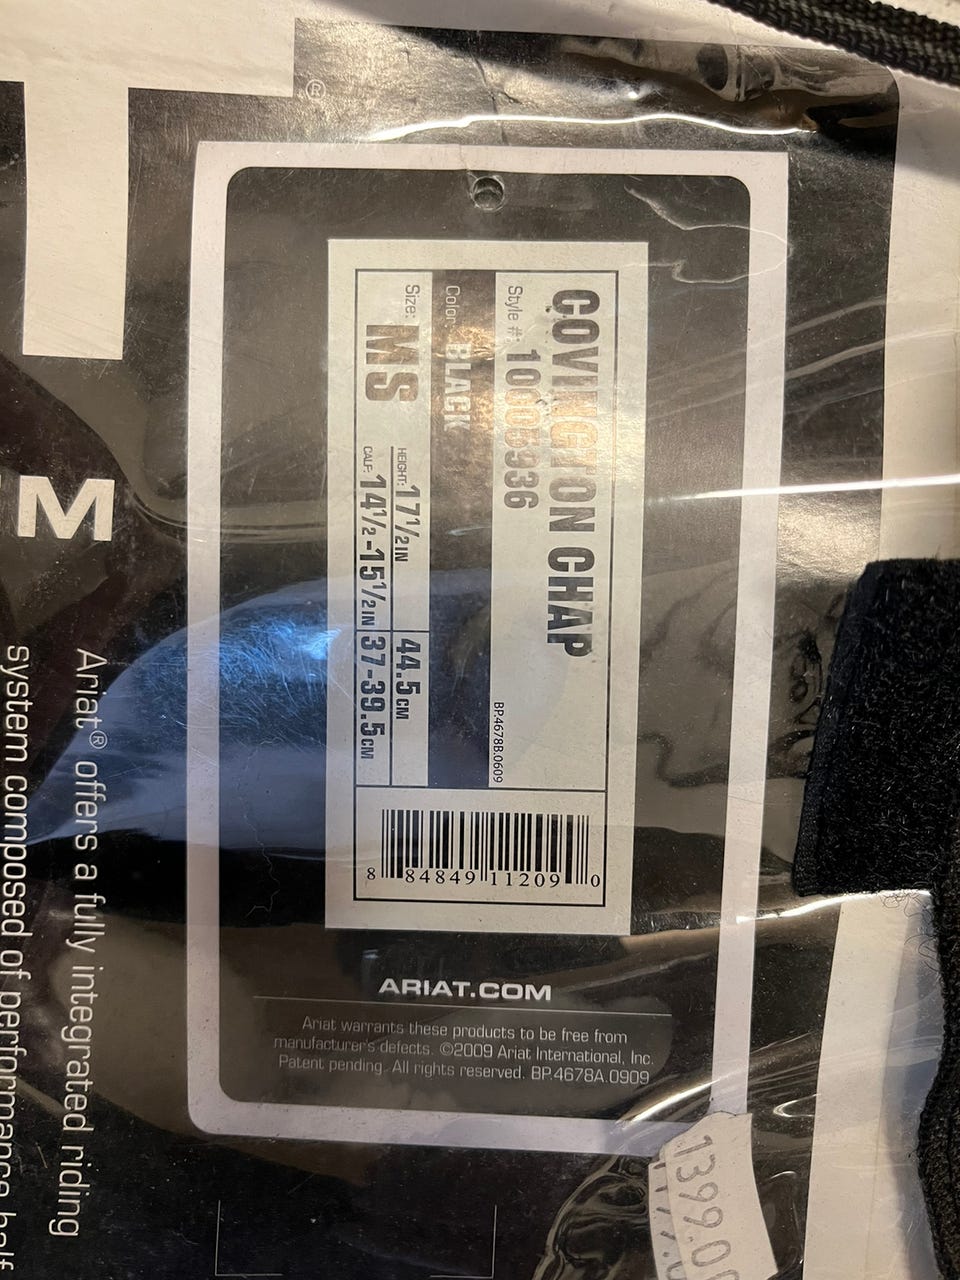 T®
M
COVINGTON CHAP
Style #: 10005936
BP.4678B.0609
Color: BLACK
Size: MS
HEIGHT: 17 1/2 IN 44.5 CM
CALF: 14 1/2 - 15 1/2 IN 37-39.5 CM
8 84849 11209 0
ARIAT.COM
Ariat warrants these products to be free from
manufacturer's defects. ©2009 Ariat International, Inc.
Patent pending. All rights reserved. BP.4678A.0909
Ariat® offers a fully integrated riding
system composed of performance half
1399.0